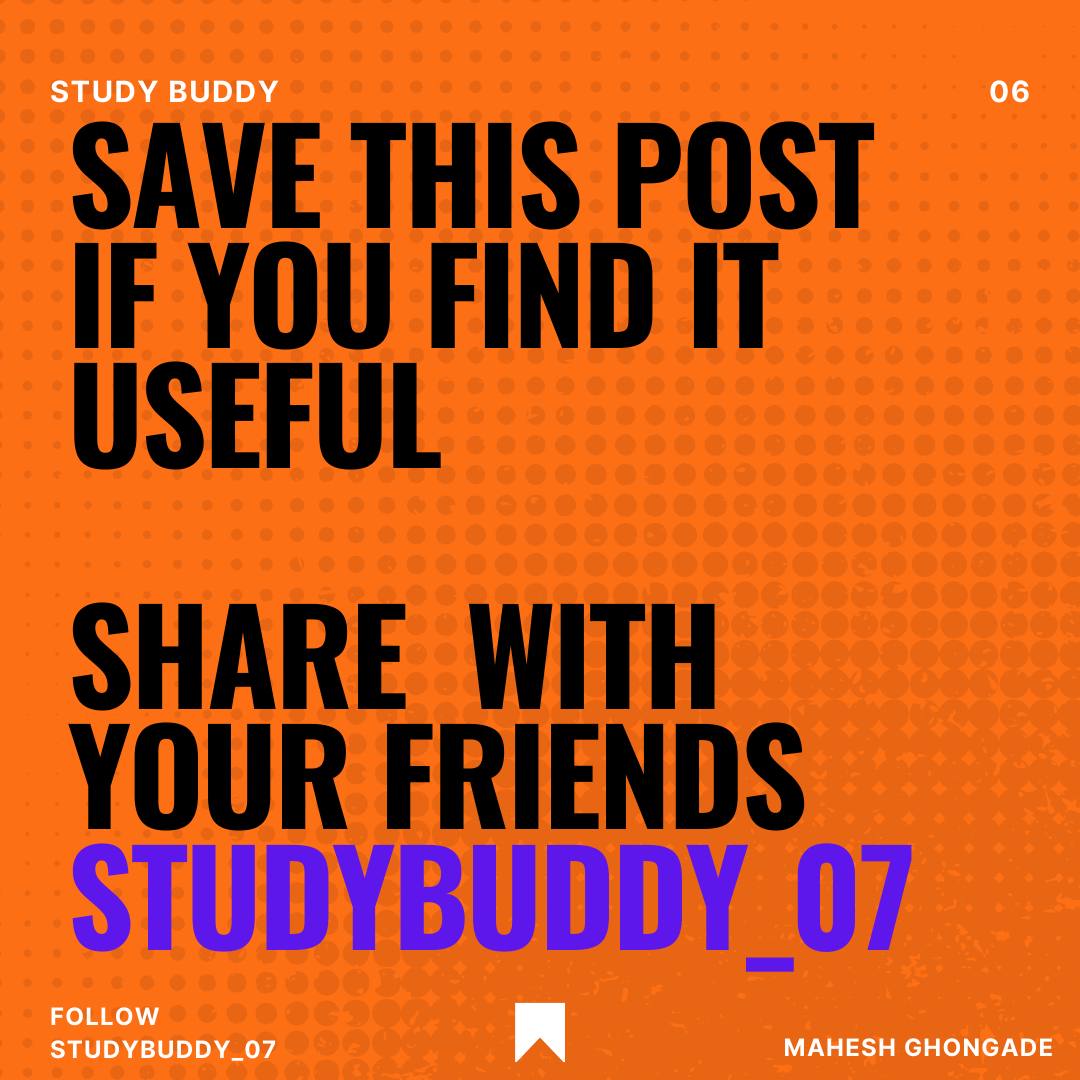 STUDY BUDDY
06
SAVE THIS POST
IF YOU FIND IT
USEFUL
SHARE  WITH
YOUR FRIENDS
STUDYBUDDY_07
FOLLOW
STUDYBUDDY_07
MAHESH GHONGADE